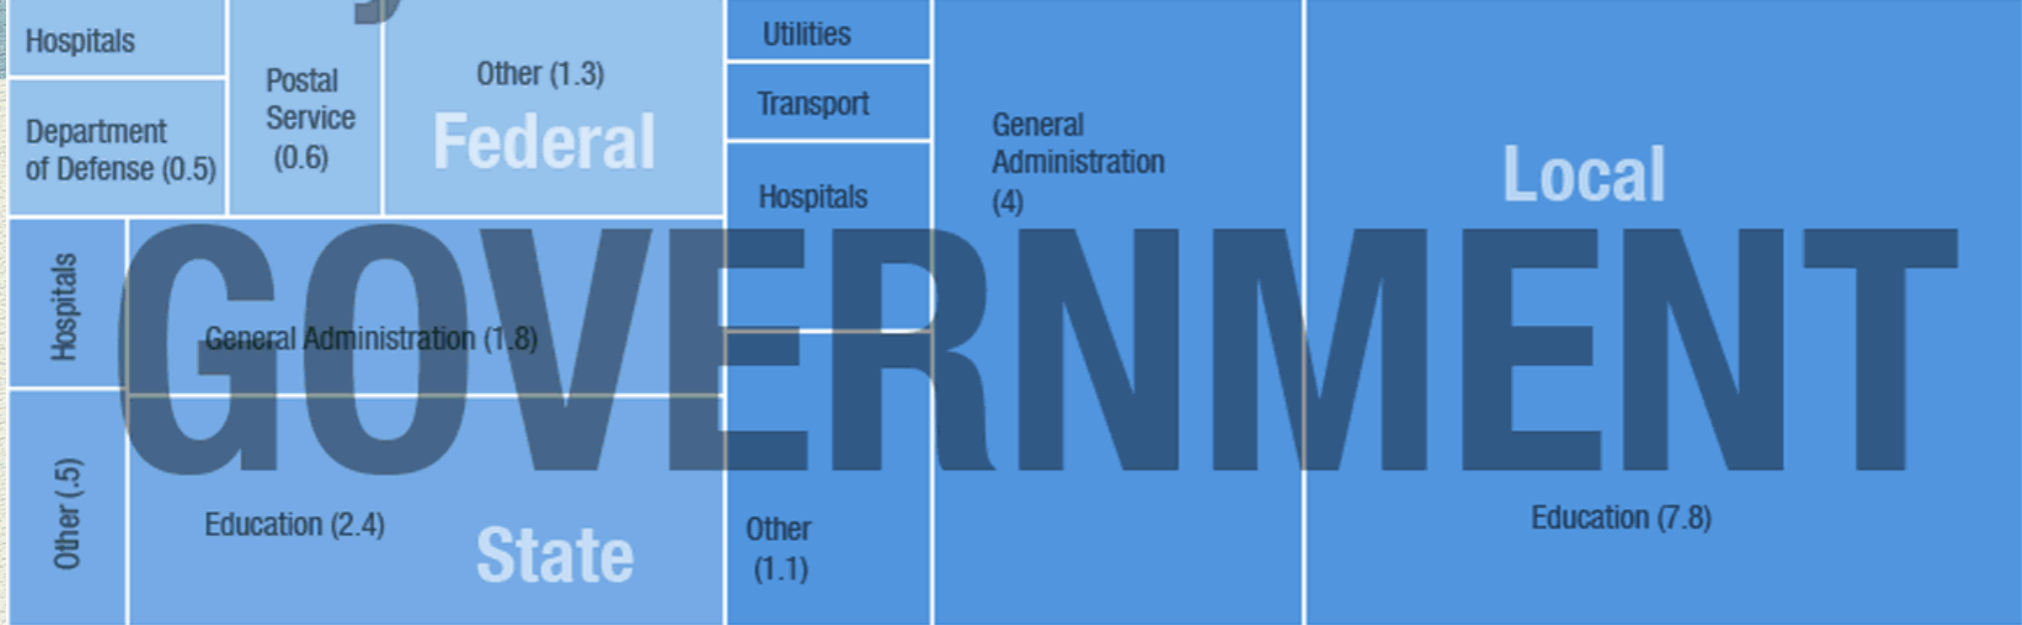 Hospitals
Department
of Defense (0.5)
Postal
Service
(0.6)
Other (1.3)
Federal
Hospitals
General Administration (1.8)
Other (.5)
Education (2.4)
State
Utilities
Transport
Hospitals
Other
(1.1)
General
Administration
(4)
Local
Education (7.8)
GOVERNMENT